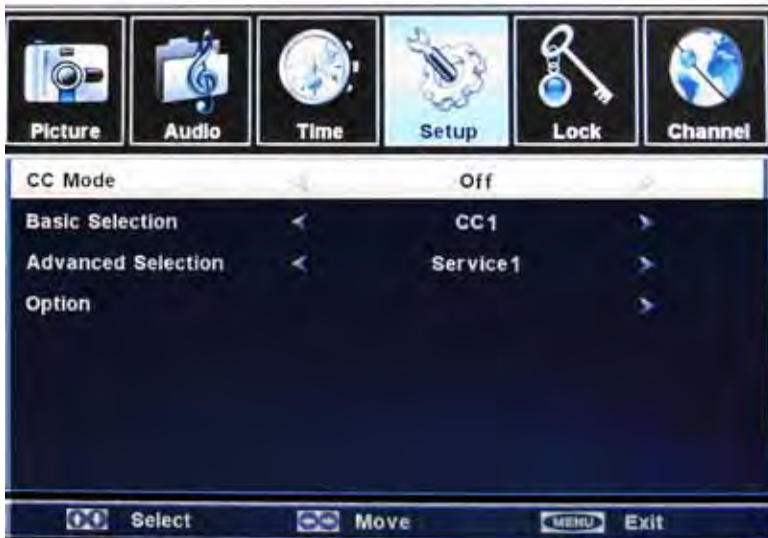 Picture Audio Time Setup Lock Channel
CC Mode Off
Basic Selection CC1
Advanced Selection Service1
Option
Select Move MENU Exit